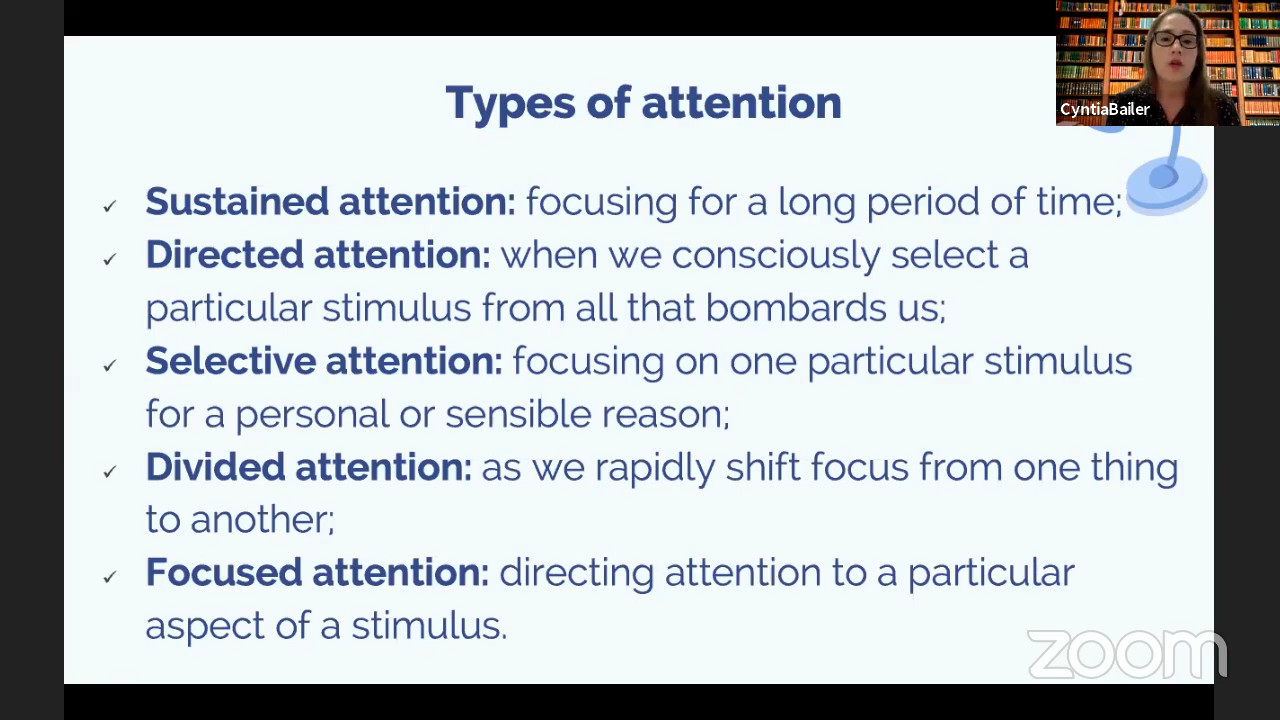 Types of attention
CyntiaBailer
✓ Sustained attention: focusing for a long period of time;
✓ Directed attention: when we consciously select a
particular stimulus from all that bombards us;
✓ Selective attention: focusing on one particular stimulus
for a personal or sensible reason;
✓ Divided attention: as we rapidly shift focus from one thing
to another;
✓ Focused attention: directing attention to a particular
aspect of a stimulus.
zoom